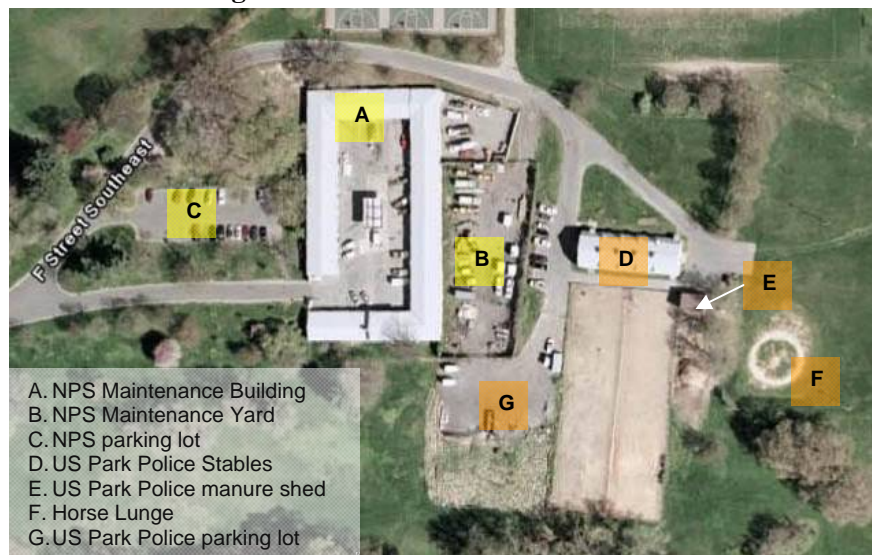 A
F Street Southeast
C
B
D
E
F
G
A. NPS Maintenance Building
B. NPS Maintenance Yard
C. NPS parking lot
D. US Park Police Stables
E. US Park Police manure shed
F. Horse Lunge
G. US Park Police parking lot